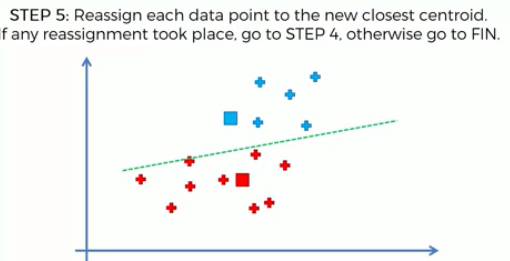 STEP 5: Reassign each data point to the new closest centroid.
If any reassignment took place, go to STEP 4, otherwise go to FIN.